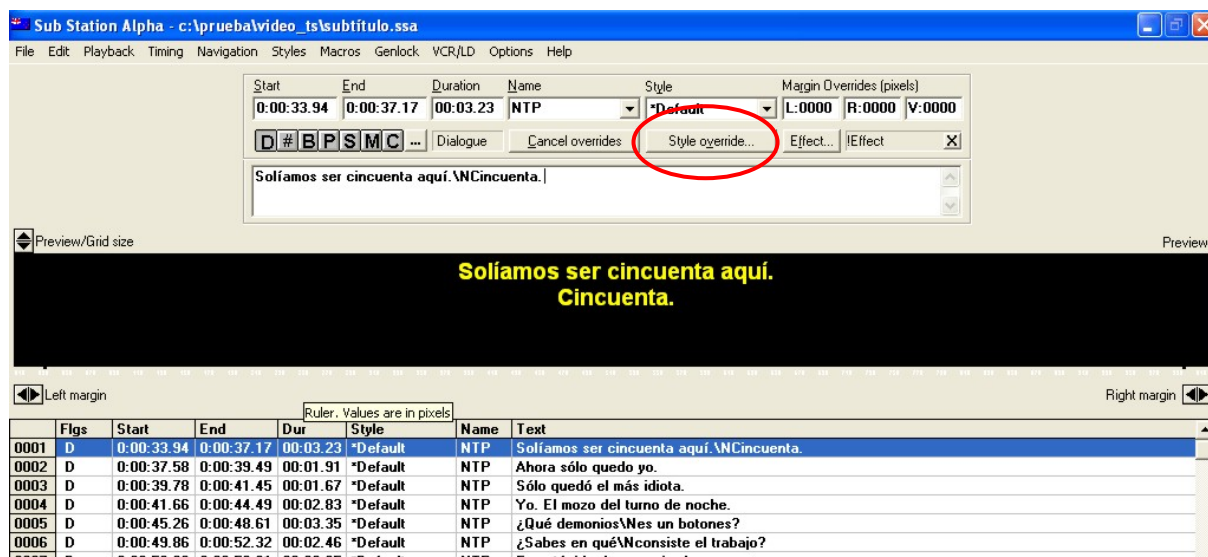 Sub Station Alpha - c:\prueba\video_ts\subtítulo.ssa
File Edit Playback Timing Navigation Styles Macros Genlock VCR/LD Options Help
Start End Duration Name Style Margin Overrides (pixels)
0:00:33.94 0:00:37.17 00:03.23 NTP *Default L:0000 R:0000 V:0000
D # B P S M C ... Dialogue Cancel overrides Style override... Effect... !Effect X
Solíamos ser cincuenta aquí.\NCincuenta.
Preview/Grid size Preview
Solíamos ser cincuenta aquí.
Cincuenta.
Left margin Right margin
Ruler. Values are in pixels
Flgs Start End Dur Style Name Text
0001 D 0:00:33.94 0:00:37.17 00:03.23 *Default NTP Solíamos ser cincuenta aquí.\NCincuenta.
0002 D 0:00:37.58 0:00:39.49 00:01.91 *Default NTP Ahora sólo quedo yo.
0003 D 0:00:39.78 0:00:41.45 00:01.67 *Default NTP Sólo quedó el más idiota.
0004 D 0:00:41.66 0:00:44.49 00:02.83 *Default NTP Yo. El mozo del turno de noche.
0005 D 0:00:45.26 0:00:48.61 00:03.35 *Default NTP ¿Qué demonios\Nes un botones?
0006 D 0:00:49.86 0:00:52.32 00:02.46 *Default NTP ¿Sabes en qué\Nconsiste el trabajo?